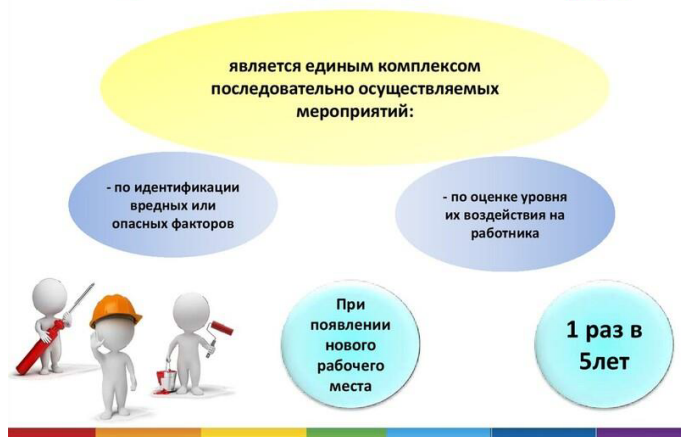 является единым комплексом
последовательно осуществляемых
мероприятий:
- по идентификации
вредных или
опасных факторов
- по оценке уровня
их воздействия на
работника
При
появлении
нового
рабочего
места
1 раз в
5лет